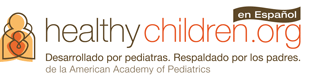 en Español
healthychildren.org
Desarrollado por pediatras. Respaldado por los padres.
de la American Academy of Pediatrics